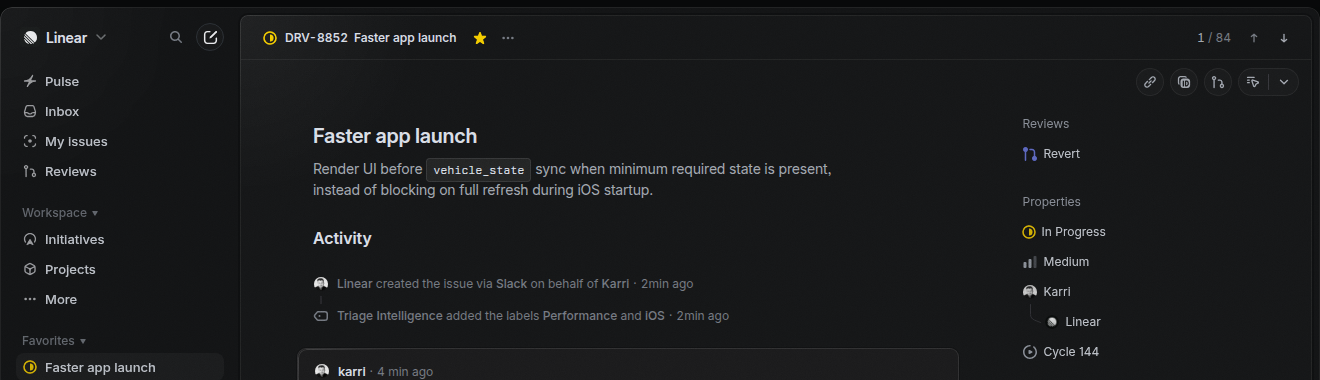 Linear
Pulse
Inbox
My issues
Reviews
Workspace
Initiatives
Projects
More
Favorites
Faster app launch
DRV-8852 Faster app launch
1 / 84
Faster app launch
Render UI before vehicle_state sync when minimum required state is present,
instead of blocking on full refresh during iOS startup.
Activity
Linear created the issue via Slack on behalf of Karri · 2min ago
Triage Intelligence added the labels Performance and iOS · 2min ago
karri · 4 min ago
Reviews
Revert
Properties
In Progress
Medium
Karri
Linear
Cycle 144